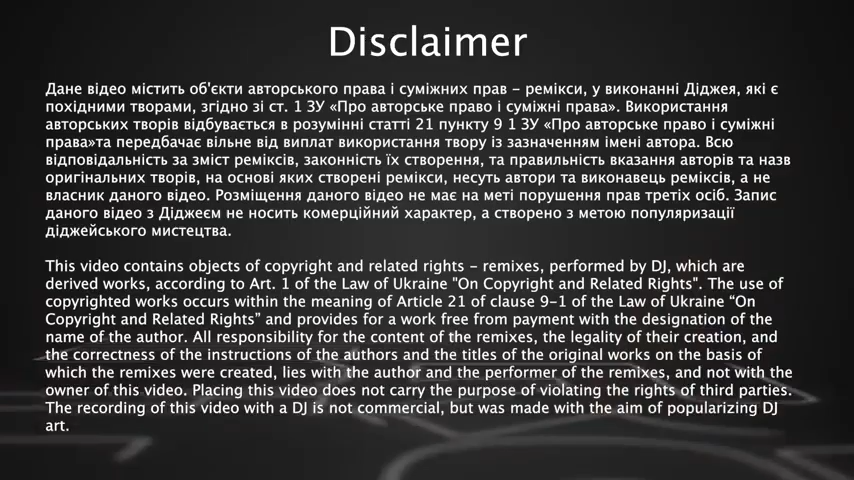 Disclaimer
Дане відео містить об'єкти авторського права і суміжних прав – ремікси, у виконанні Діджея, які є
похідними творами, згідно зі ст. 1 ЗУ «Про авторське право і суміжні права». Використання
авторських творів відбувається в розумінні статті 21 пункту 9 1 ЗУ «Про авторське право і суміжні
права»та передбачає вільне від виплат використання твору із зазначенням імені автора. Всю
відповідальність за зміст реміксів, законність їх створення, та правильність вказання авторів та назв
оригінальних творів, на основі яких створені ремікси, несуть автори та виконавець реміксів, а не
власник даного відео. Розміщення даного відео не має на меті порушення прав третіх осіб. Запис
даного відео з Діджеєм не носить комерційний характер, а створено з метою популяризації
діджейського мистецтва.
This video contains objects of copyright and related rights – remixes, performed by DJ, which are
derived works, according to Art. 1 of the Law of Ukraine "On Copyright and Related Rights". The use of
copyrighted works occurs within the meaning of Article 21 of clause 9-1 of the Law of Ukraine “On
Copyright and Related Rights” and provides for a work free from payment with the designation of the
name of the author. All responsibility for the content of the remixes, the legality of their creation, and
the correctness of the instructions of the authors and the titles of the original works on the basis of
which the remixes were created, lies with the author and the performer of the remixes, and not with the
owner of this video. Placing this video does not carry the purpose of violating the rights of third parties.
The recording of this video with a DJ is not commercial, but was made with the aim of popularizing DJ
art.